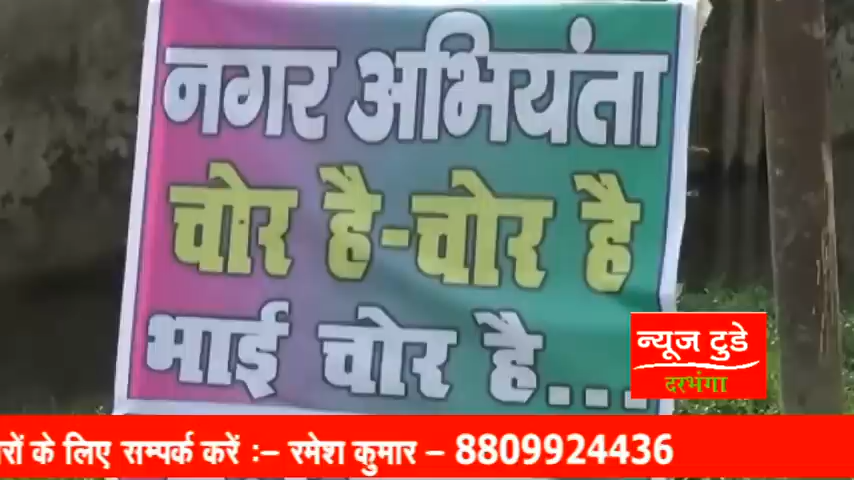 नगर अभियंता
चोर है-चोर है
भाई चोर है...
न्यूज टुडे
दरभंगा
रों के लिए सम्पर्क करें :– रमेश कुमार – 8809924436